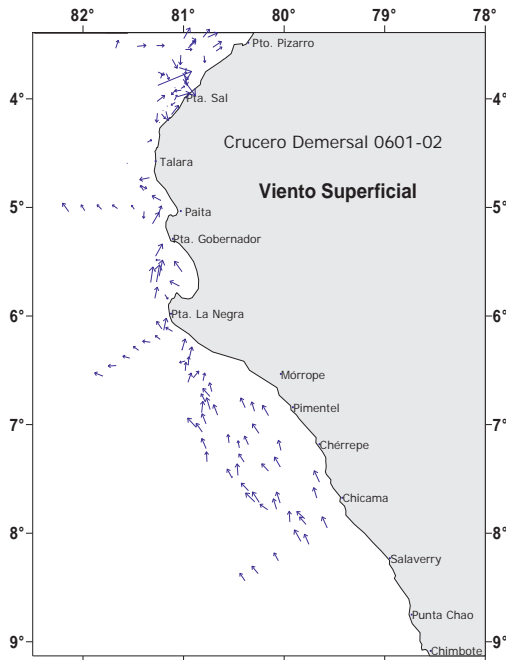 82 81 80 79° 78°
Pto. Pizarro
4° 4°
Pta. Sal
Crucero Demersal 0601-02
Talara
Viento Superficial
5° Paita 5°
Pta. Gobernador
6° Pta. La Negra 6°
Mórrope
Pimentel
7° 7°
Chérrepe
Chicama
8° 8°
Salaverry
Punta Chao
9° 9°
Chimbote